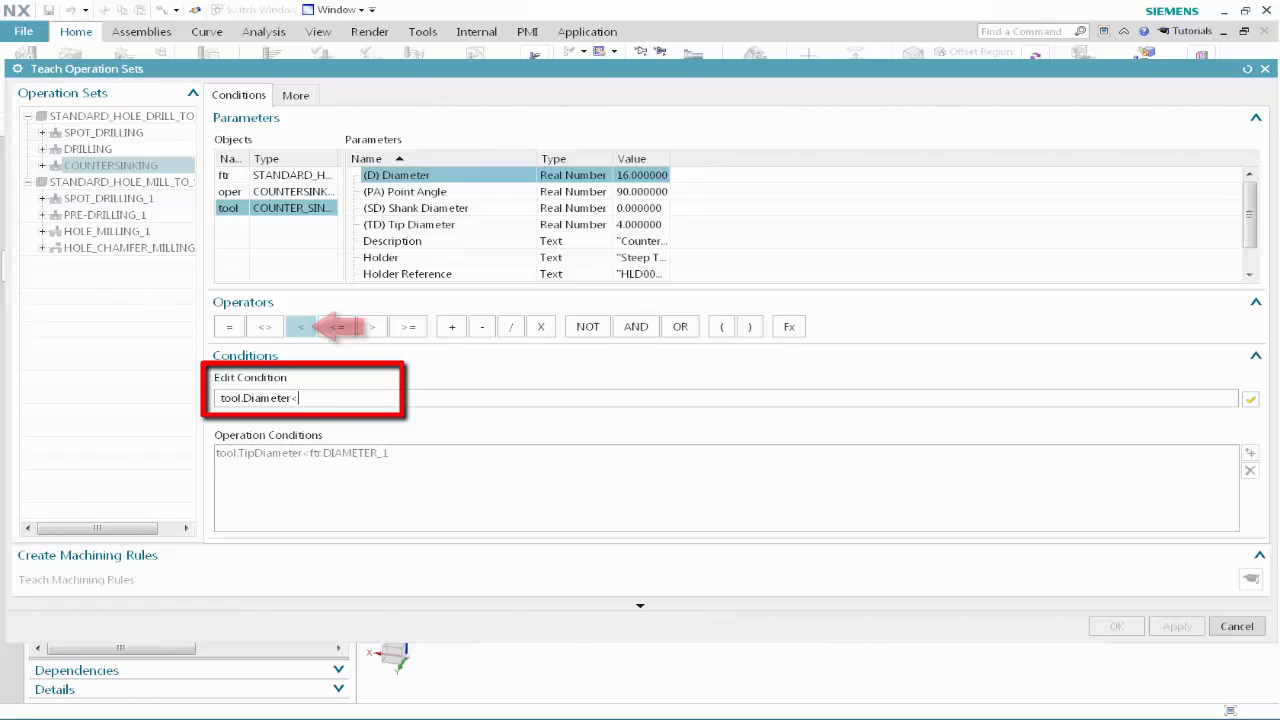 NX
Switch Window
Window
SIEMENS
File
Home
Assemblies
Curve
Analysis
View
Render
Tools
Internal
PMI
Application
Find a Command
Tutorials
Offset Region
Teach Operation Sets
Operation Sets
STANDARD_HOLE_DRILL_TO
SPOT_DRILLING
DRILLING
COUNTERSINKING
STANDARD_HOLE_MILL_TO_
SPOT_DRILLING_1
PRE-DRILLING_1
HOLE_MILLING_1
HOLE_CHAMFER_MILLING
Conditions
More
Parameters
Objects
Parameters
Na... Type
ftr STANDARD_H...
oper COUNTERSINK...
tool COUNTER_SIN...
Name Type Value
(D) Diameter Real Number 16.000000
(PA) Point Angle Real Number 90.000000
(SD) Shank Diameter Real Number 0.000000
(TD) Tip Diameter Real Number 4.000000
Description Text "Counter...
Holder Text "Steep T...
Holder Reference Text "HLD00...
Operators
= <> < <= > >= + - / X NOT AND OR ( ) Fx
Conditions
Edit Condition
tool.Diameter<
Operation Conditions
tool.TipDiameter<ftr.DIAMETER_1
Create Machining Rules
Teach Machining Rules
OK
Apply
Cancel
X
Y
Dependencies
Details